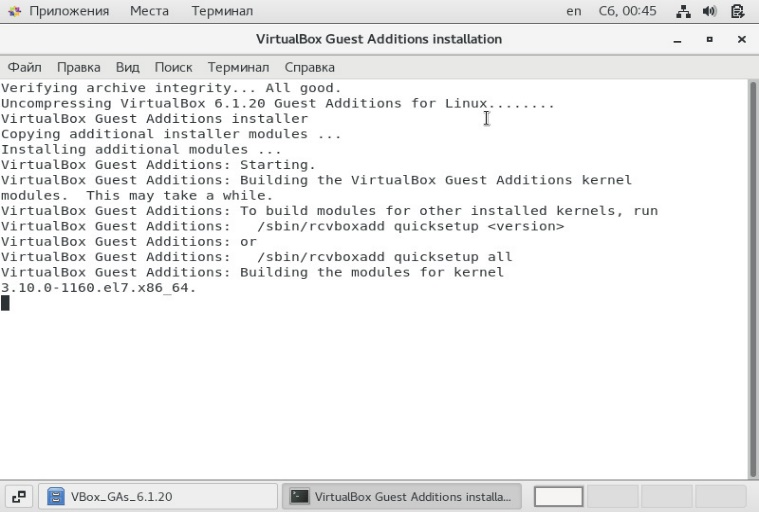 Приложения Места Терминал en Сб, 00:45
VirtualBox Guest Additions installation
Файл Правка Вид Поиск Терминал Справка
Verifying archive integrity... All good.
Uncompressing VirtualBox 6.1.20 Guest Additions for Linux........
VirtualBox Guest Additions installer
Copying additional installer modules ...
Installing additional modules ...
VirtualBox Guest Additions: Starting.
VirtualBox Guest Additions: Building the VirtualBox Guest Additions kernel
modules.  This may take a while.
VirtualBox Guest Additions: To build modules for other installed kernels, run
VirtualBox Guest Additions:   /sbin/rcvboxadd quicksetup <version>
VirtualBox Guest Additions: or
VirtualBox Guest Additions:   /sbin/rcvboxadd quicksetup all
VirtualBox Guest Additions: Building the modules for kernel
3.10.0-1160.el7.x86_64.
VBox_GAs_6.1.20 VirtualBox Guest Additions installa...